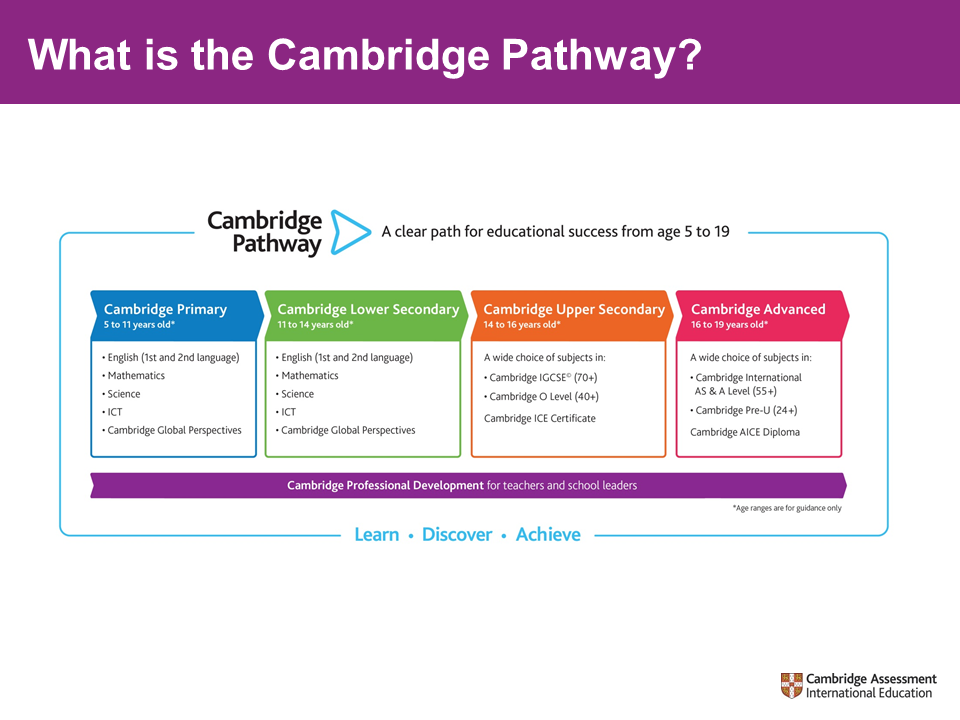 What is the Cambridge Pathway?
Cambridge
Pathway
A clear path for educational success from age 5 to 19
Cambridge Primary
5 to 11 years old*
• English (1st and 2nd language)
• Mathematics
• Science
• ICT
• Cambridge Global Perspectives
Cambridge Lower Secondary
11 to 14 years old*
• English (1st and 2nd language)
• Mathematics
• Science
• ICT
• Cambridge Global Perspectives
Cambridge Upper Secondary
14 to 16 years old*
A wide choice of subjects in:
• Cambridge IGCSE© (70+)
• Cambridge O Level (40+)
Cambridge ICE Certificate
Cambridge Advanced
16 to 19 years old*
A wide choice of subjects in:
• Cambridge International
AS & A Level (55+)
• Cambridge Pre-U (24+)
Cambridge AICE Diploma
Cambridge Professional Development for teachers and school leaders
*Age ranges are for guidance only
Learn • Discover • Achieve
Cambridge Assessment
International Education